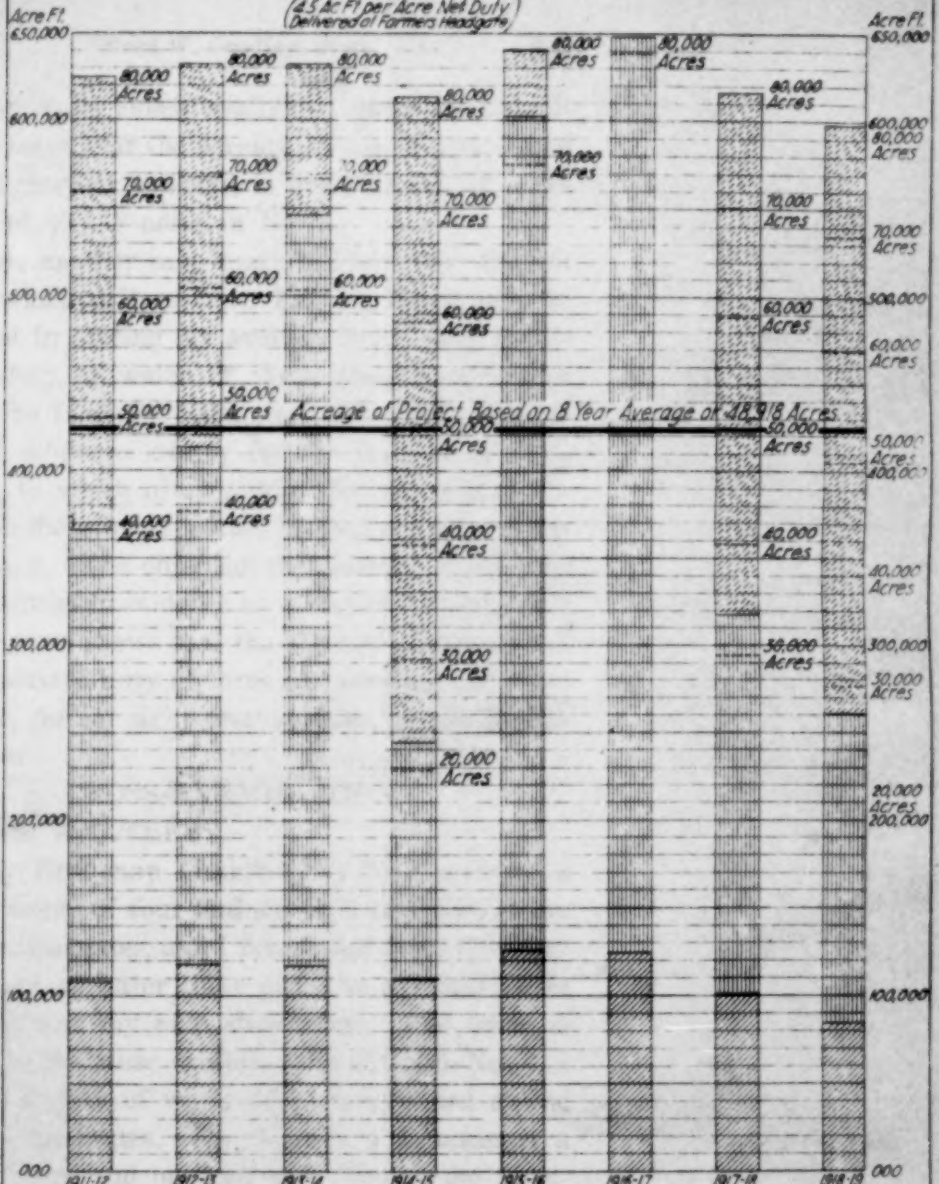 (4.5 Ac Ft per Acre Net Duty
Delivered at Farmers Headgate)
Acre Ft. Acre Ft.
650,000 650,000
80,000 Acres 80,000 Acres 80,000 Acres 80,000 Acres 80,000 Acres 80,000 Acres 80,000 Acres
600,000 600,000
80,000 Acres
70,000 Acres 70,000 Acres 70,000 Acres 70,000 Acres 70,000 Acres 70,000 Acres 70,000 Acres
500,000 500,000
60,000 Acres 60,000 Acres 60,000 Acres 60,000 Acres 60,000 Acres 60,000 Acres
50,000 Acres 50,000 Acres
Acreage of Project Based on 8 Year Average of 48,918 Acres
50,000 Acres 50,000 Acres 50,000 Acres
400,000 400,000
40,000 Acres 40,000 Acres 40,000 Acres 40,000 Acres 40,000 Acres
300,000 300,000
30,000 Acres 30,000 Acres 30,000 Acres
20,000 Acres 20,000 Acres
200,000 200,000
100,000 100,000
000 000
1911-12 1912-13 1913-14 1914-15 1915-16 1916-17 1917-18 1918-19